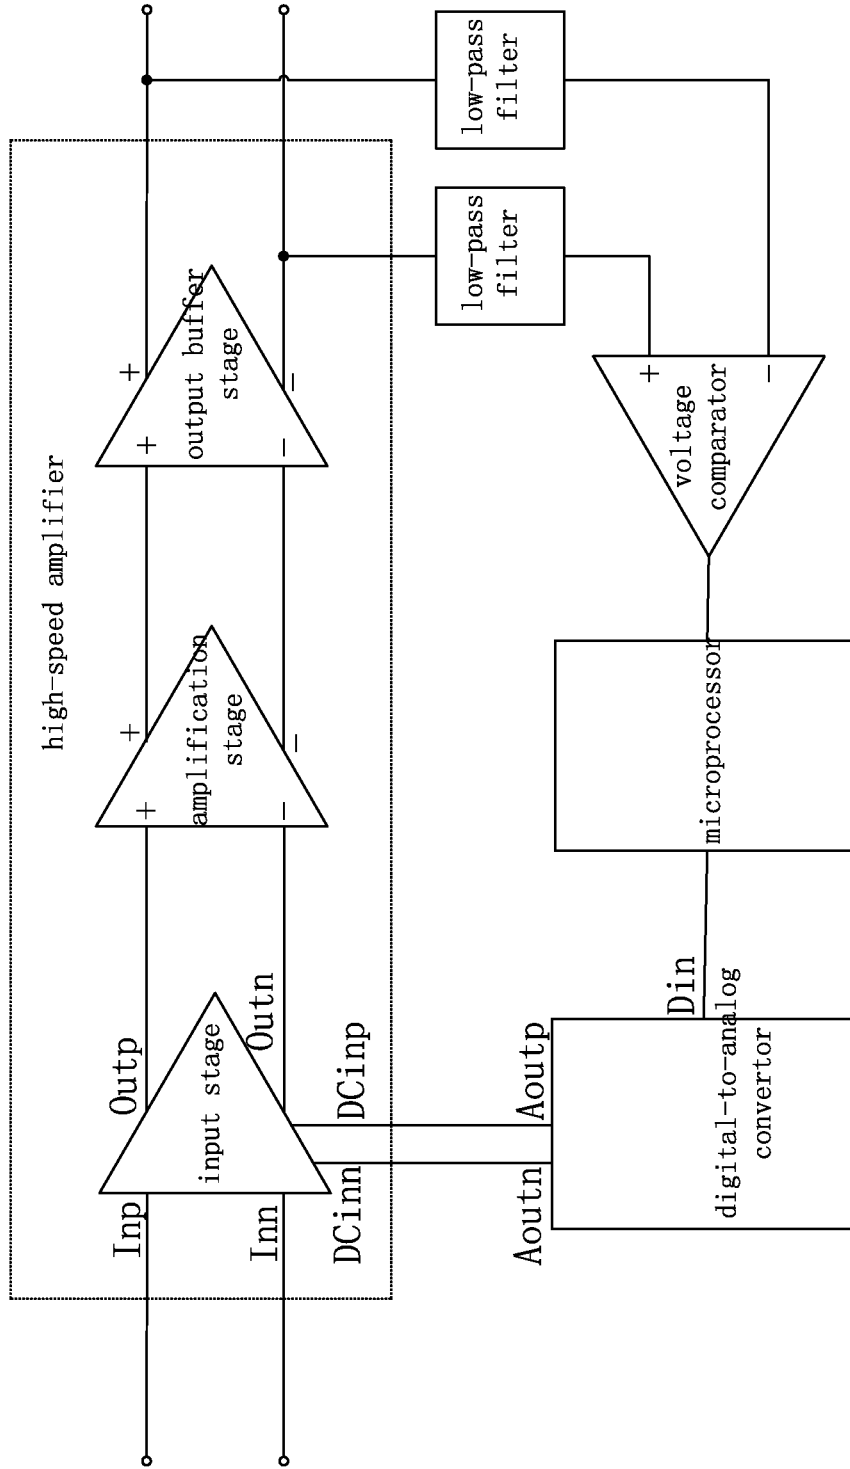 high-speed amplifier
Inp
Inn
DCinn
DCinp
input stage
Outp
Outn
+
−
amplification
stage
+
−
+
−
output buffer
stage
+
−
low-pass
filter
low-pass
filter
+
−
voltage
comparator
microprocessor
Din
digital-to-analog
convertor
Aoutp
Aoutn